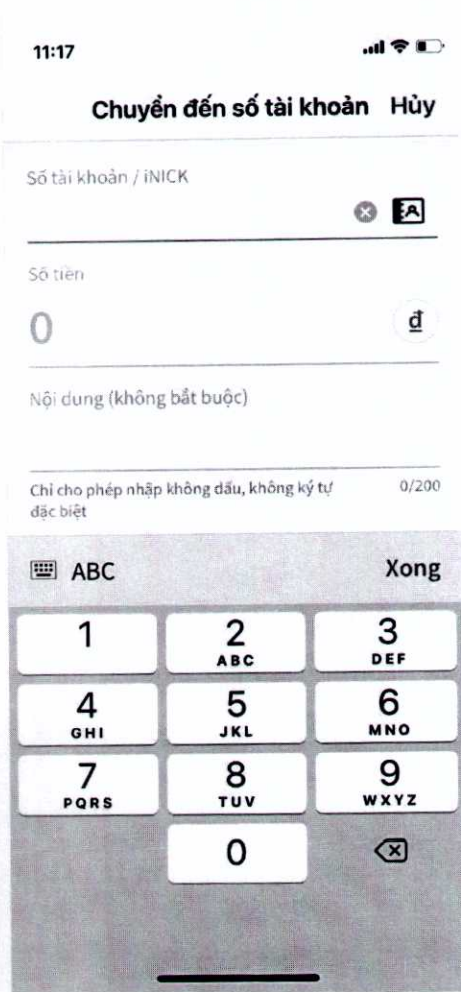 11:17
Chuyển đến số tài khoản Hủy
Số tài khoản / iNICK
Số tiền
0
đ
Nội dung (không bắt buộc)
Chỉ cho phép nhập không dấu, không ký tự 0/200
đặc biệt
ABC Xong
1 2 3
ABC DEF
4 5 6
GHI JKL MNO
7 8 9
PQRS TUV WXYZ
0